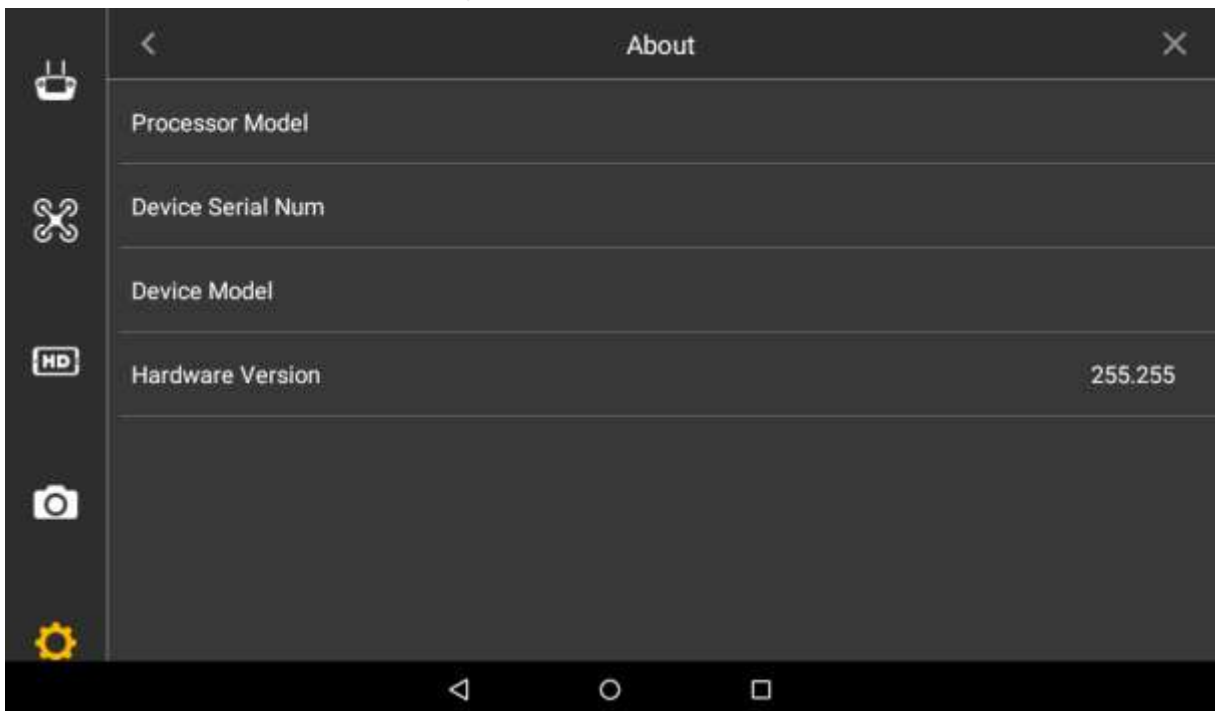 About
Processor Model
Device Serial Num
Device Model
Hardware Version 255.255
HD